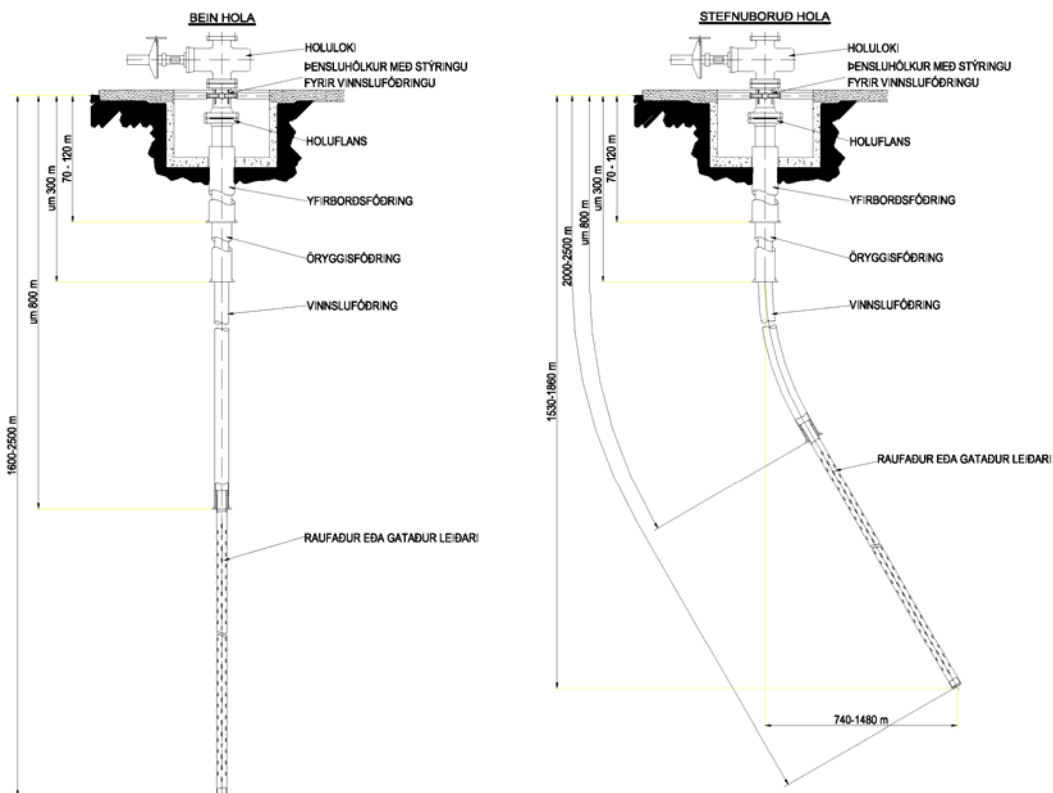 BEIN HOLA
HOLULOKI
ÞENSLUHÓLKUR MEÐ STÝRINGU
FYRIR VINNSLUFÓÐRINGU
HOLUFLANS
YFIRBORÐSFÓÐRING
ÖRYGGISFÓÐRING
VINNSLUFÓÐRING
RAUFAÐUR EÐA GATAÐUR LEIÐARI
70 - 120 m
um 300 m
um 800 m
1600-2500 m
STEFNUBORUÐ HOLA
HOLULOKI
ÞENSLUHÓLKUR MEÐ STÝRINGU
FYRIR VINNSLUFÓÐRINGU
HOLUFLANS
YFIRBORÐSFÓÐRING
ÖRYGGISFÓÐRING
VINNSLUFÓÐRING
RAUFAÐUR EÐA GATAÐUR LEIÐARI
70 - 120 m
um 300 m
um 800 m
2000-2500 m
1530-1860 m
740-1480 m